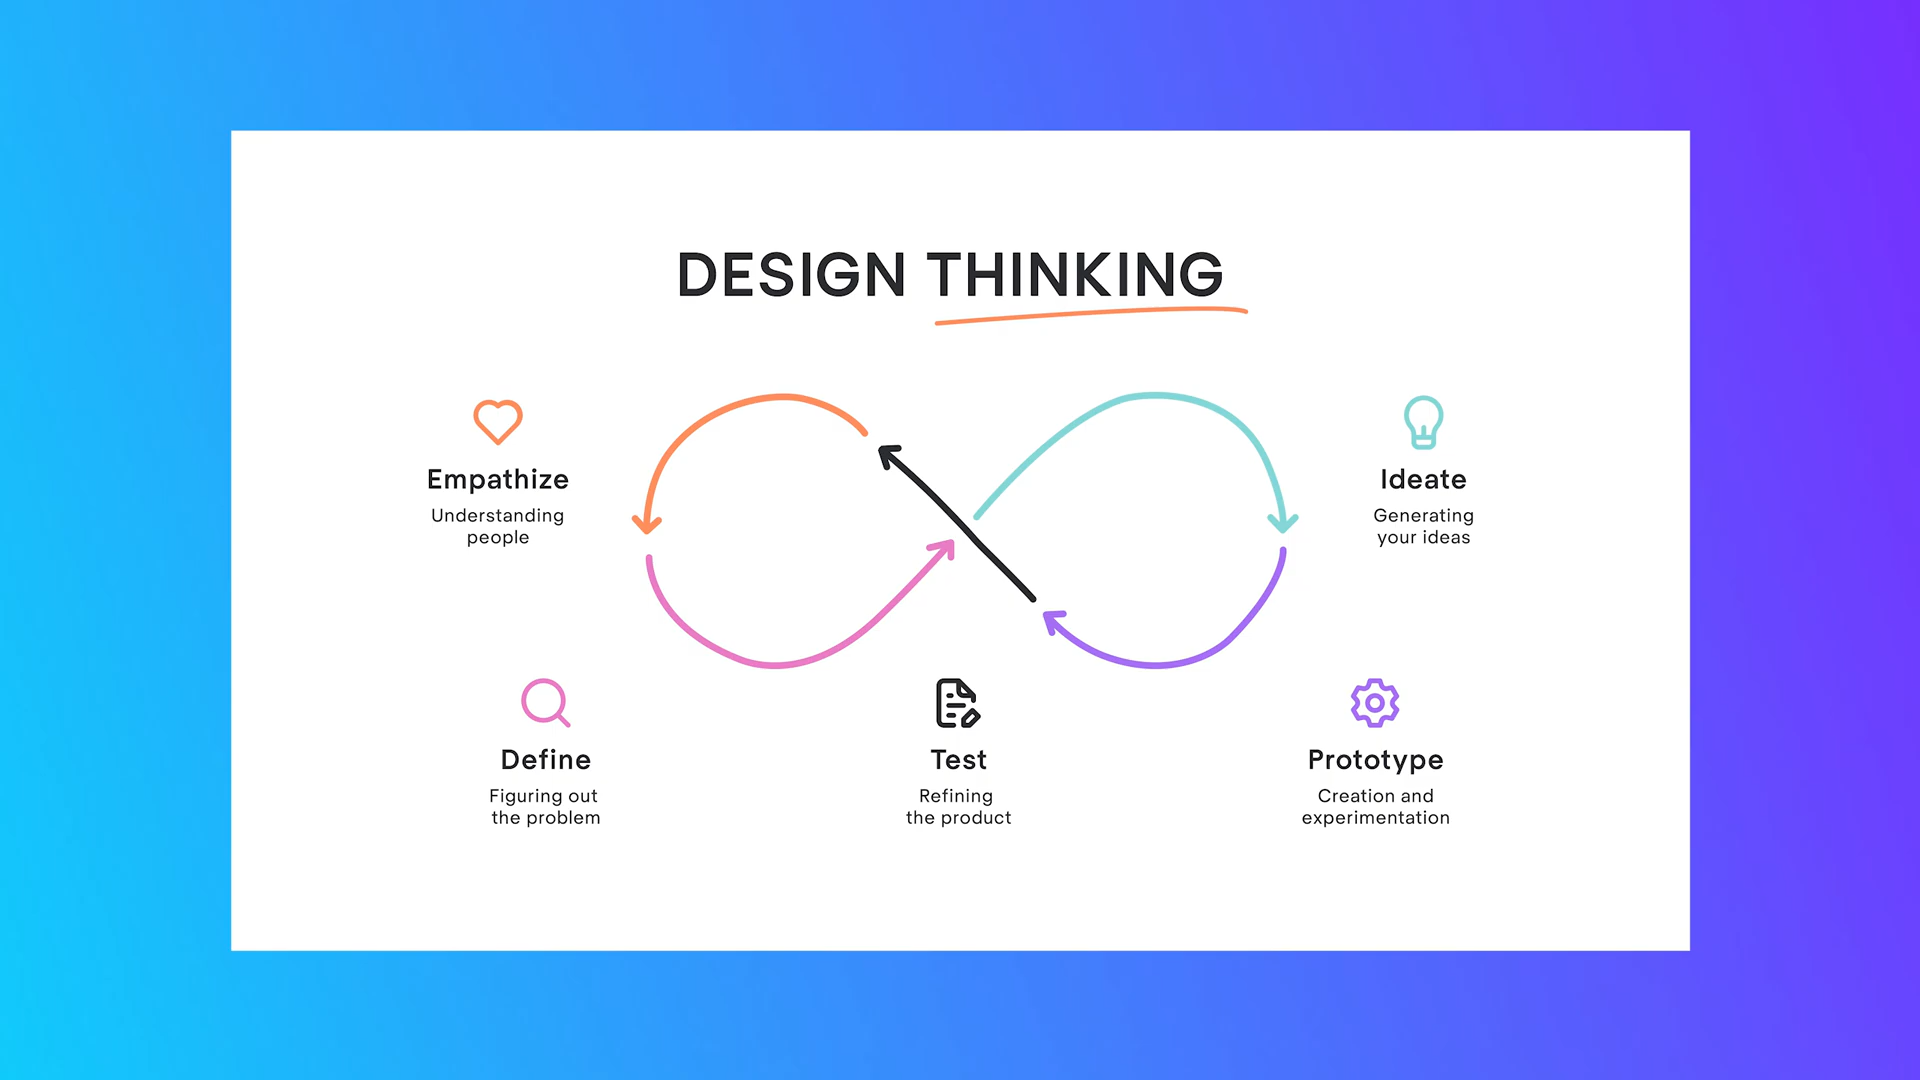 DESIGN THINKING
Empathize
Understanding
people
Ideate
Generating
your ideas
Define
Figuring out
the problem
Test
Refining
the product
Prototype
Creation and
experimentation